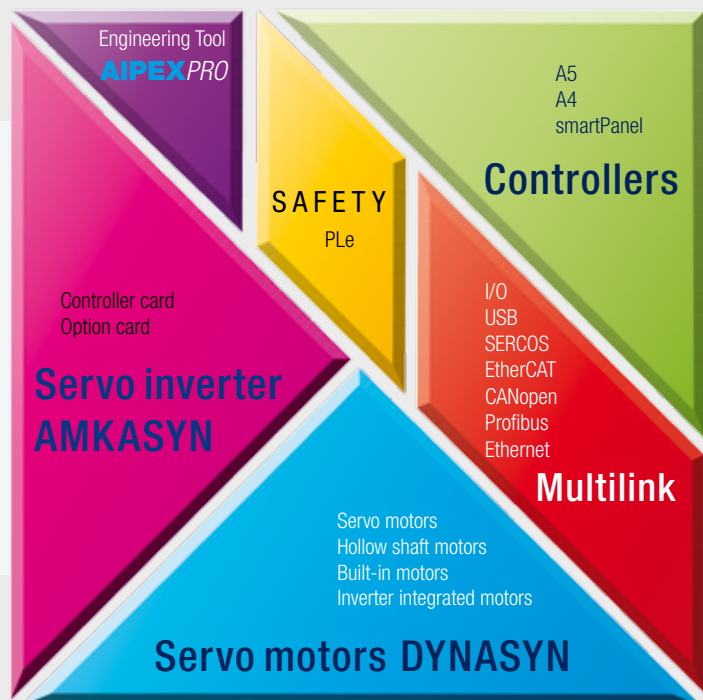 Engineering Tool
AIPEXPRO
SAFETY
PLe
A5
A4
smartPanel
Controllers
Controller card
Option card
Servo inverter
AMKASYN
I/O
USB
SERCOS
EtherCAT
CANopen
Profibus
Ethernet
Multilink
Servo motors
Hollow shaft motors
Built-in motors
Inverter integrated motors
Servo motors DYNASYN